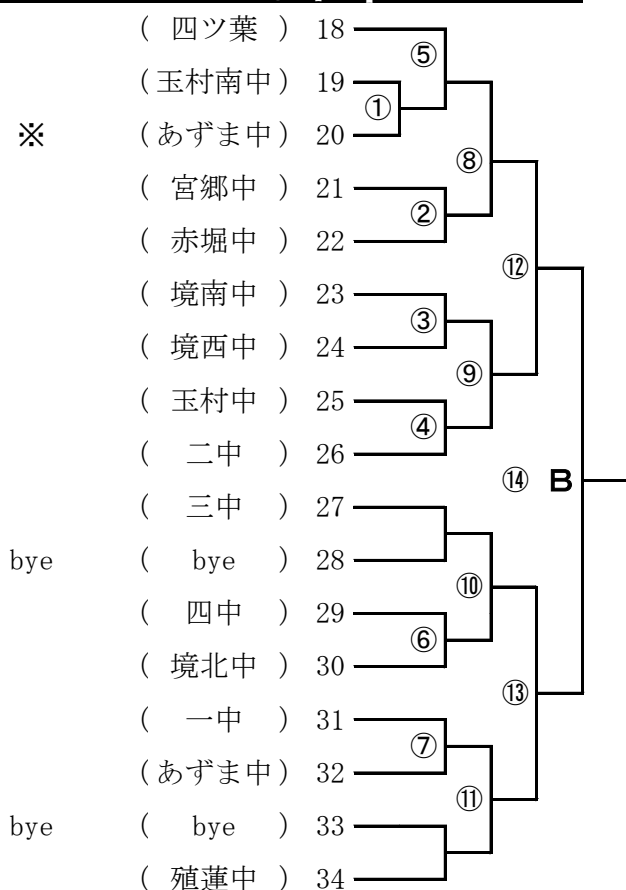 ( 四ツ葉 ) 18
⑤
(玉村南中) 19
①
※ (あずま中) 20
⑧
( 宮郷中 ) 21
②
( 赤堀中 ) 22
⑫
( 境南中 ) 23
③
( 境西中 ) 24
⑨
( 玉村中 ) 25
④
( 二中 ) 26
⑭ B
( 三中 ) 27
bye ( bye ) 28
⑩
( 四中 ) 29
⑥
( 境北中 ) 30
⑬
( 一中 ) 31
⑦
(あずま中) 32
⑪
bye ( bye ) 33
( 殖蓮中 ) 34